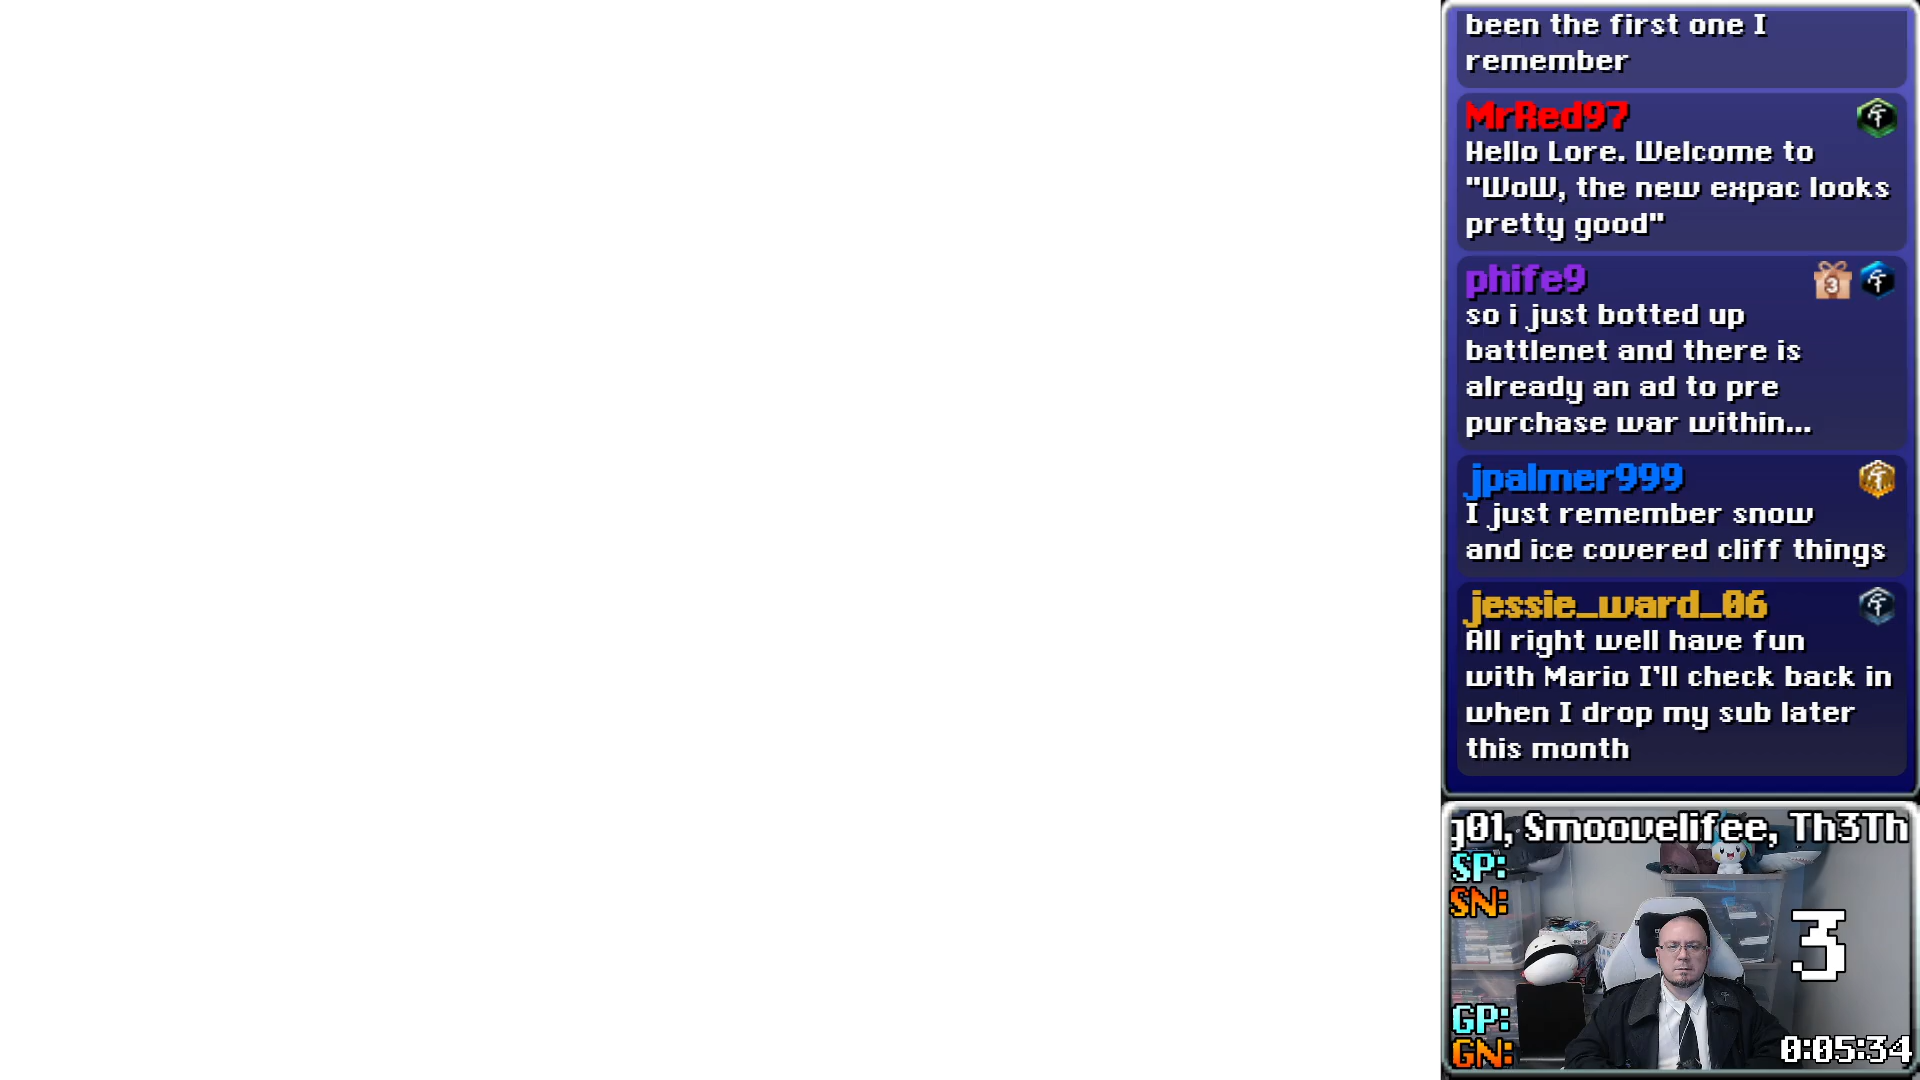 been the first one I
remember
MrRed97
Hello Lore. Welcome to
"WoW, the new expac looks
pretty good"
phife9
3
so i just botted up
battlenet and there is
already an ad to pre
purchase war within...
jpalmer999
I just remember snow
and ice covered cliff things
jessie_ward_06
All right well have fun
with Mario I'll check back in
when I drop my sub later
this month
g01, Smoovelifee, Th3Th
SP:
SN:
3
GP:
GN:
0:05:34